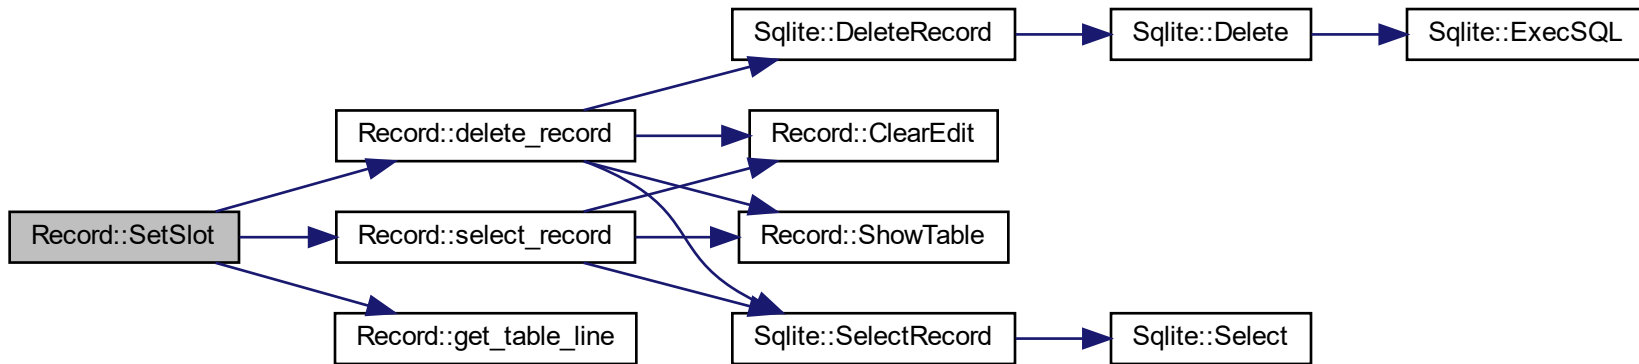 Sqlite::DeleteRecord
Sqlite::Delete
Sqlite::ExecSQL
Record::delete_record
Record::ClearEdit
Record::SetSlot
Record::select_record
Record::ShowTable
Record::get_table_line
Sqlite::SelectRecord
Sqlite::Select